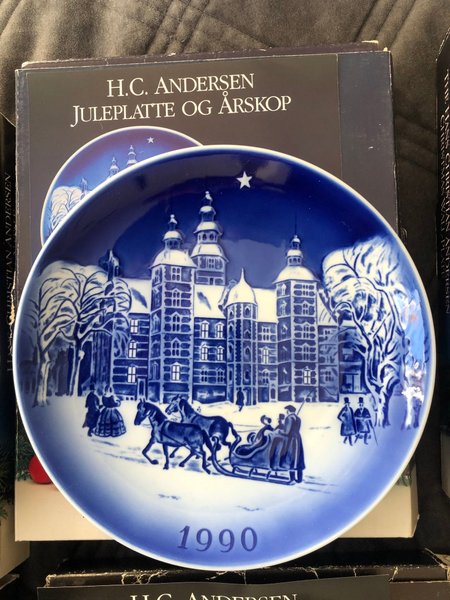 H.C. ANDERSEN
JULEPLATTE OG ÅRSKOP
1990
H.C. ANDERSEN